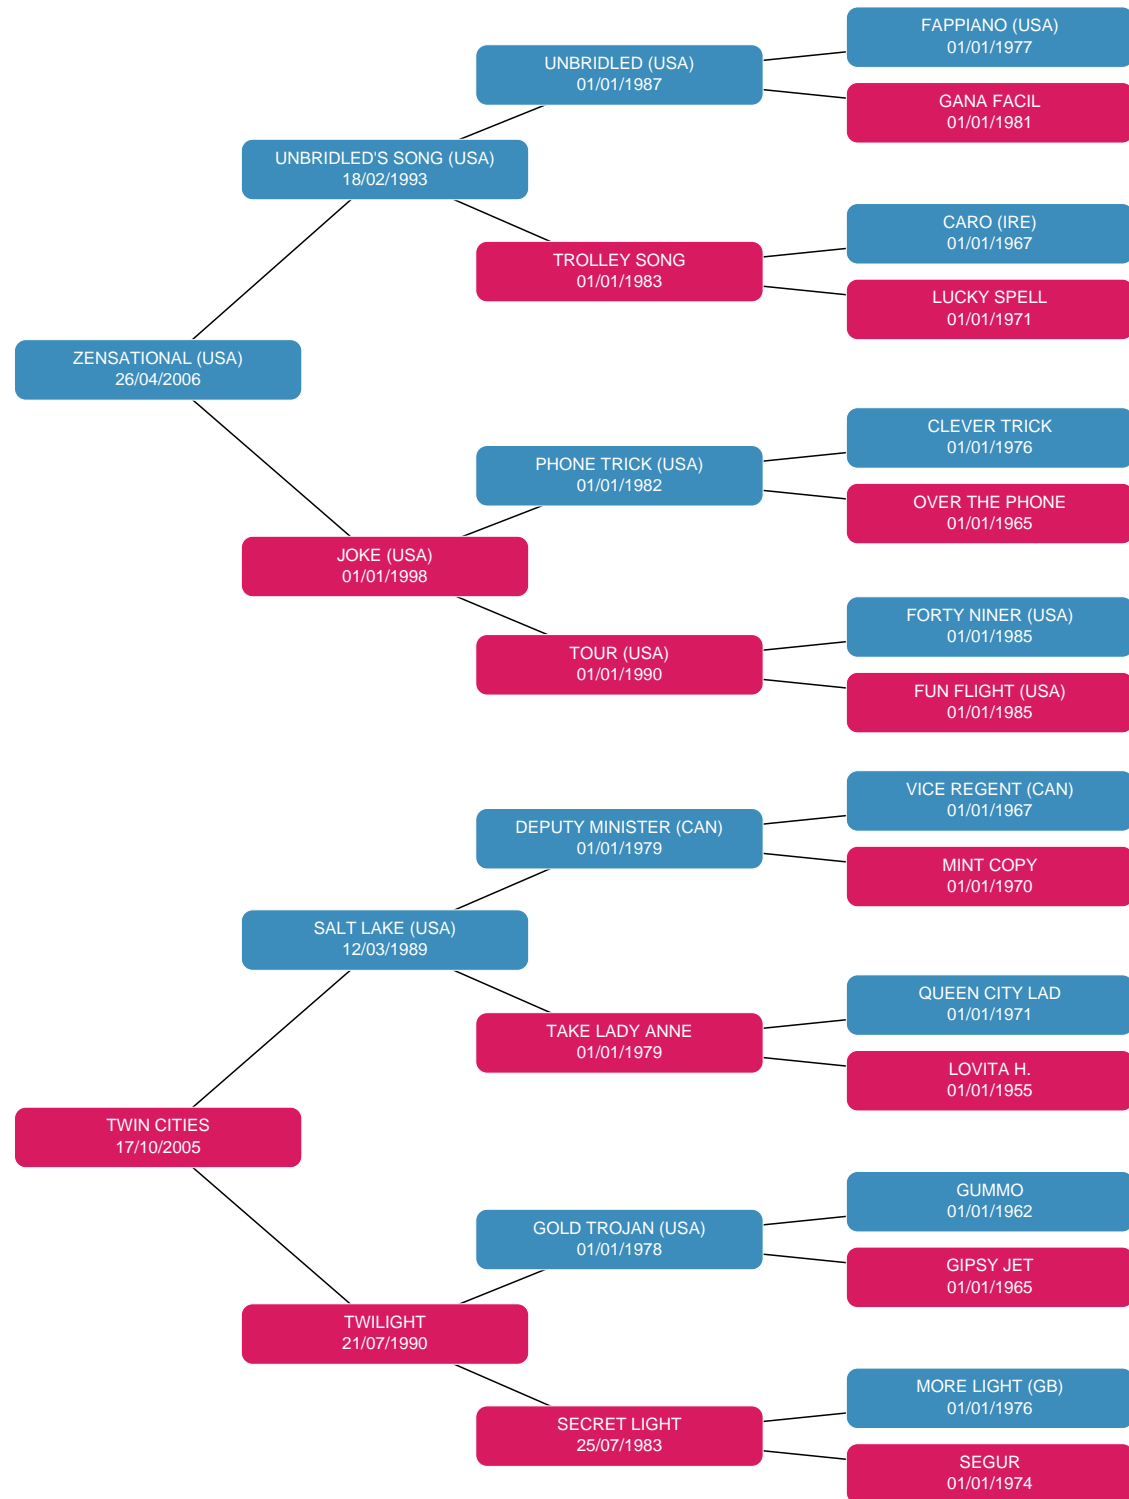 FAPPIANO (USA)
01/01/1977
UNBRIDLED (USA)
01/01/1987
GANA FACIL
01/01/1981
UNBRIDLED'S SONG (USA)
18/02/1993
CARO (IRE)
01/01/1967
TROLLEY SONG
01/01/1983
LUCKY SPELL
01/01/1971
ZENSATIONAL (USA)
26/04/2006
CLEVER TRICK
01/01/1976
PHONE TRICK (USA)
01/01/1982
OVER THE PHONE
01/01/1965
JOKE (USA)
01/01/1998
FORTY NINER (USA)
01/01/1985
TOUR (USA)
01/01/1990
FUN FLIGHT (USA)
01/01/1985
VICE REGENT (CAN)
01/01/1967
DEPUTY MINISTER (CAN)
01/01/1979
MINT COPY
01/01/1970
SALT LAKE (USA)
12/03/1989
QUEEN CITY LAD
01/01/1971
TAKE LADY ANNE
01/01/1979
LOVITA H.
01/01/1955
TWIN CITIES
17/10/2005
GUMMO
01/01/1962
GOLD TROJAN (USA)
01/01/1978
GIPSY JET
01/01/1965
TWILIGHT
21/07/1990
MORE LIGHT (GB)
01/01/1976
SECRET LIGHT
25/07/1983
SEGUR
01/01/1974